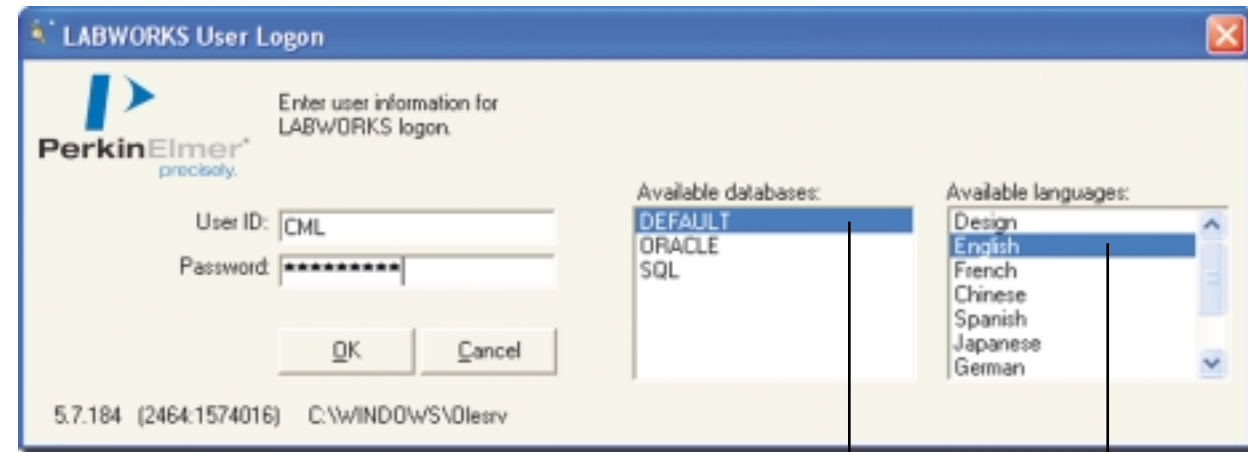 LABWORKS User Logon
PerkinElmer
precisely.
Enter user information for
LABWORKS logon.
User ID: CML
Password: •••••••••
OK
Cancel
Available databases:
DEFAULT
ORACLE
SQL
Available languages:
Design
English
French
Chinese
Spanish
Japanese
German
5.7.184 (2464:1574016) C:\WINDOWS\Olesrv